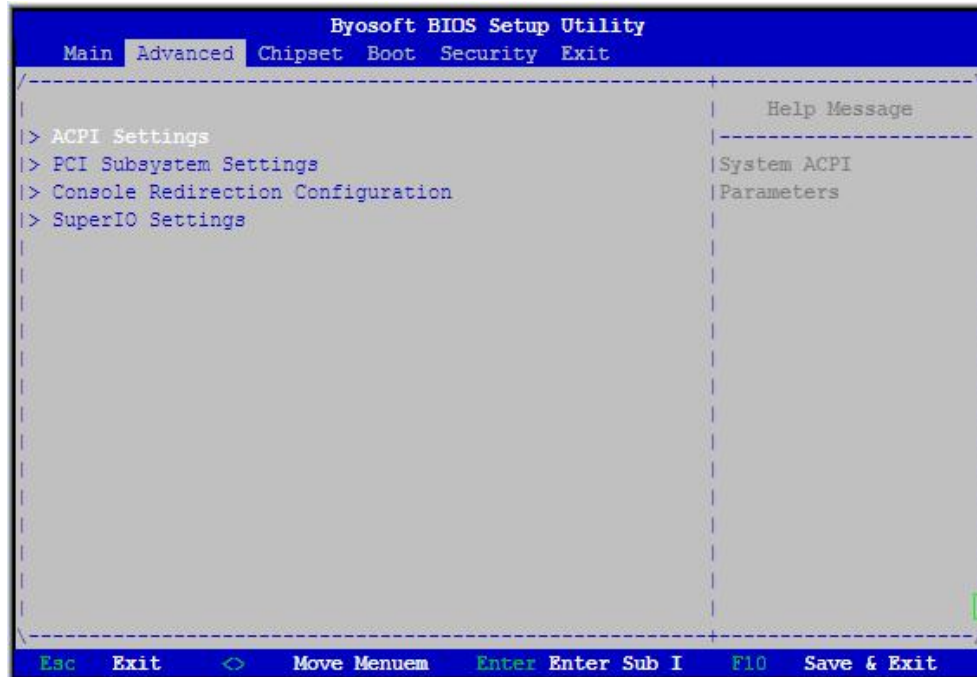 Byosoft BIOS Setup Utility
Main Advanced Chipset Boot Security Exit
Help Message
> ACPI Settings
> PCI Subsystem Settings
System ACPI
> Console Redirection Configuration
Parameters
> SuperIO Settings
Esc Exit <> Move Menuem Enter Enter Sub I F10 Save & Exit